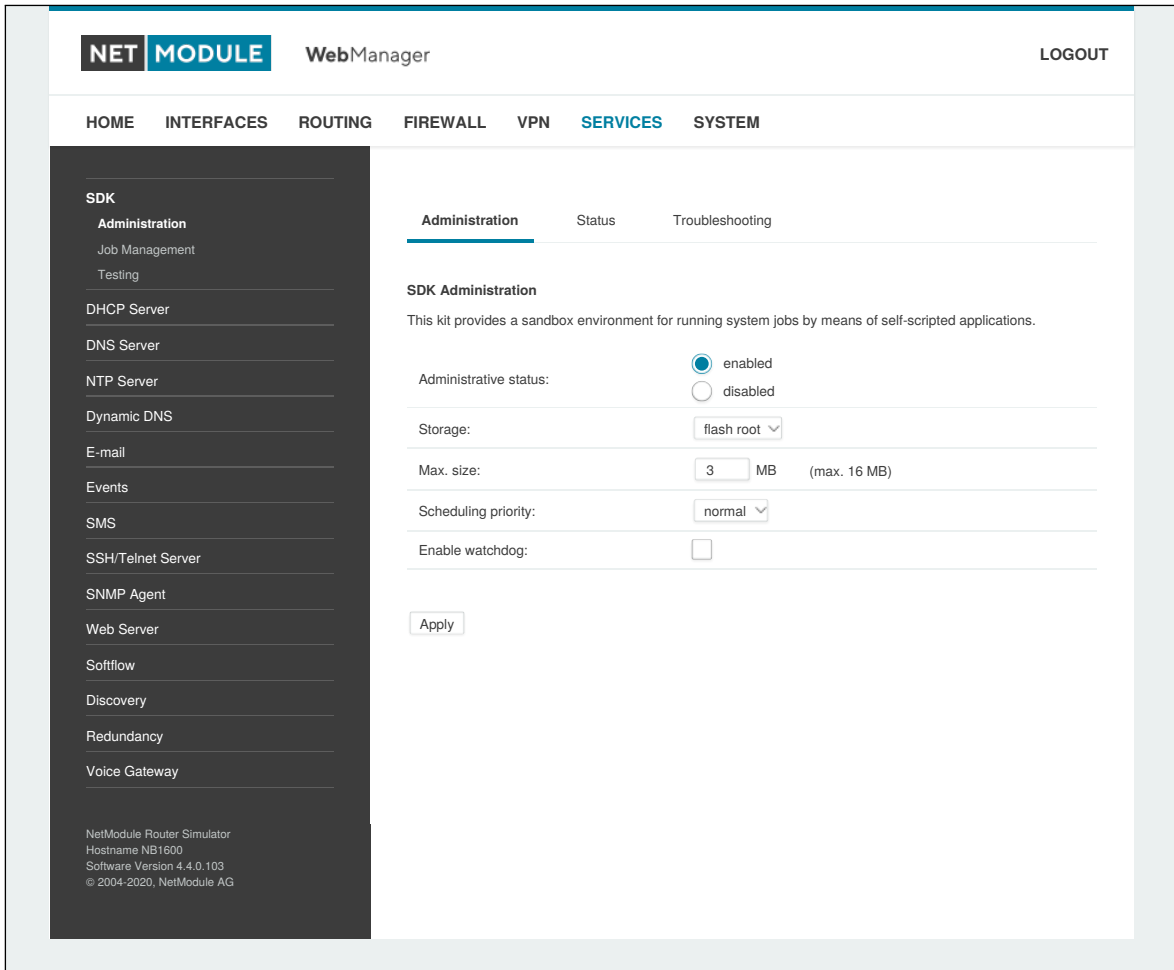 NET MODULE WebManager LOGOUT
HOME INTERFACES ROUTING FIREWALL VPN SERVICES SYSTEM
SDK
Administration
Job Management
Testing
DHCP Server
DNS Server
NTP Server
Dynamic DNS
E-mail
Events
SMS
SSH/Telnet Server
SNMP Agent
Web Server
Softflow
Discovery
Redundancy
Voice Gateway
NetModule Router Simulator
Hostname NB1600
Software Version 4.4.0.103
© 2004-2020, NetModule AG
Administration Status Troubleshooting
SDK Administration
This kit provides a sandbox environment for running system jobs by means of self-scripted applications.
Administrative status:
enabled
disabled
Storage: flash root
Max. size: 3 MB (max. 16 MB)
Scheduling priority: normal
Enable watchdog:
Apply